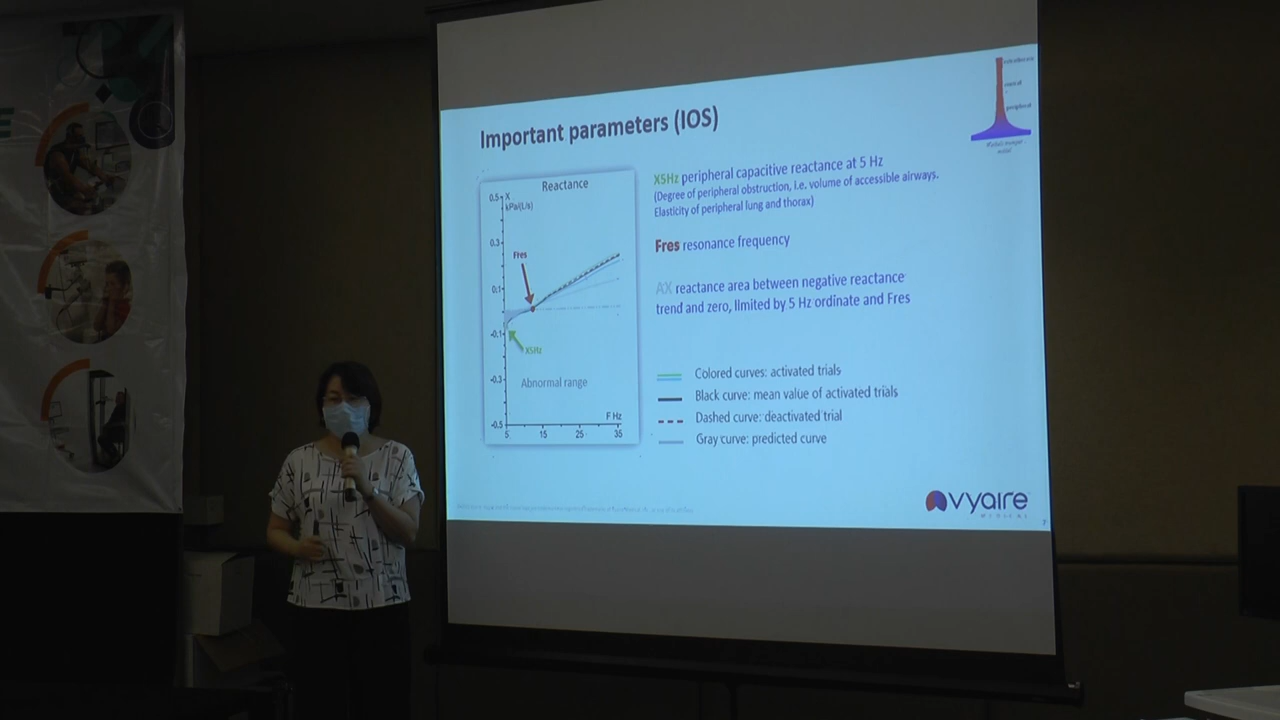 E
Important parameters (IOS)
peripheral
Reactance
0.5
X
kPa/(L/s)
0.3
Fres
0.1
-0.1
X5Hz
-0.3
Abnormal range
-0.5
F Hz
5 15 25 35
X5Hz peripheral capacitive reactance at 5 Hz
(Degree of peripheral obstruction, i.e. volume of accessible airways.
Elasticity of peripheral lung and thorax)
Fres resonance frequency
AX reactance area between negative reactance
trend and zero, limited by 5 Hz ordinate and Fres
Colored curves: activated trials
Black curve: mean value of activated trials
Dashed curve: deactivated trial
Gray curve: predicted curve
vyaire
MEDICAL
7